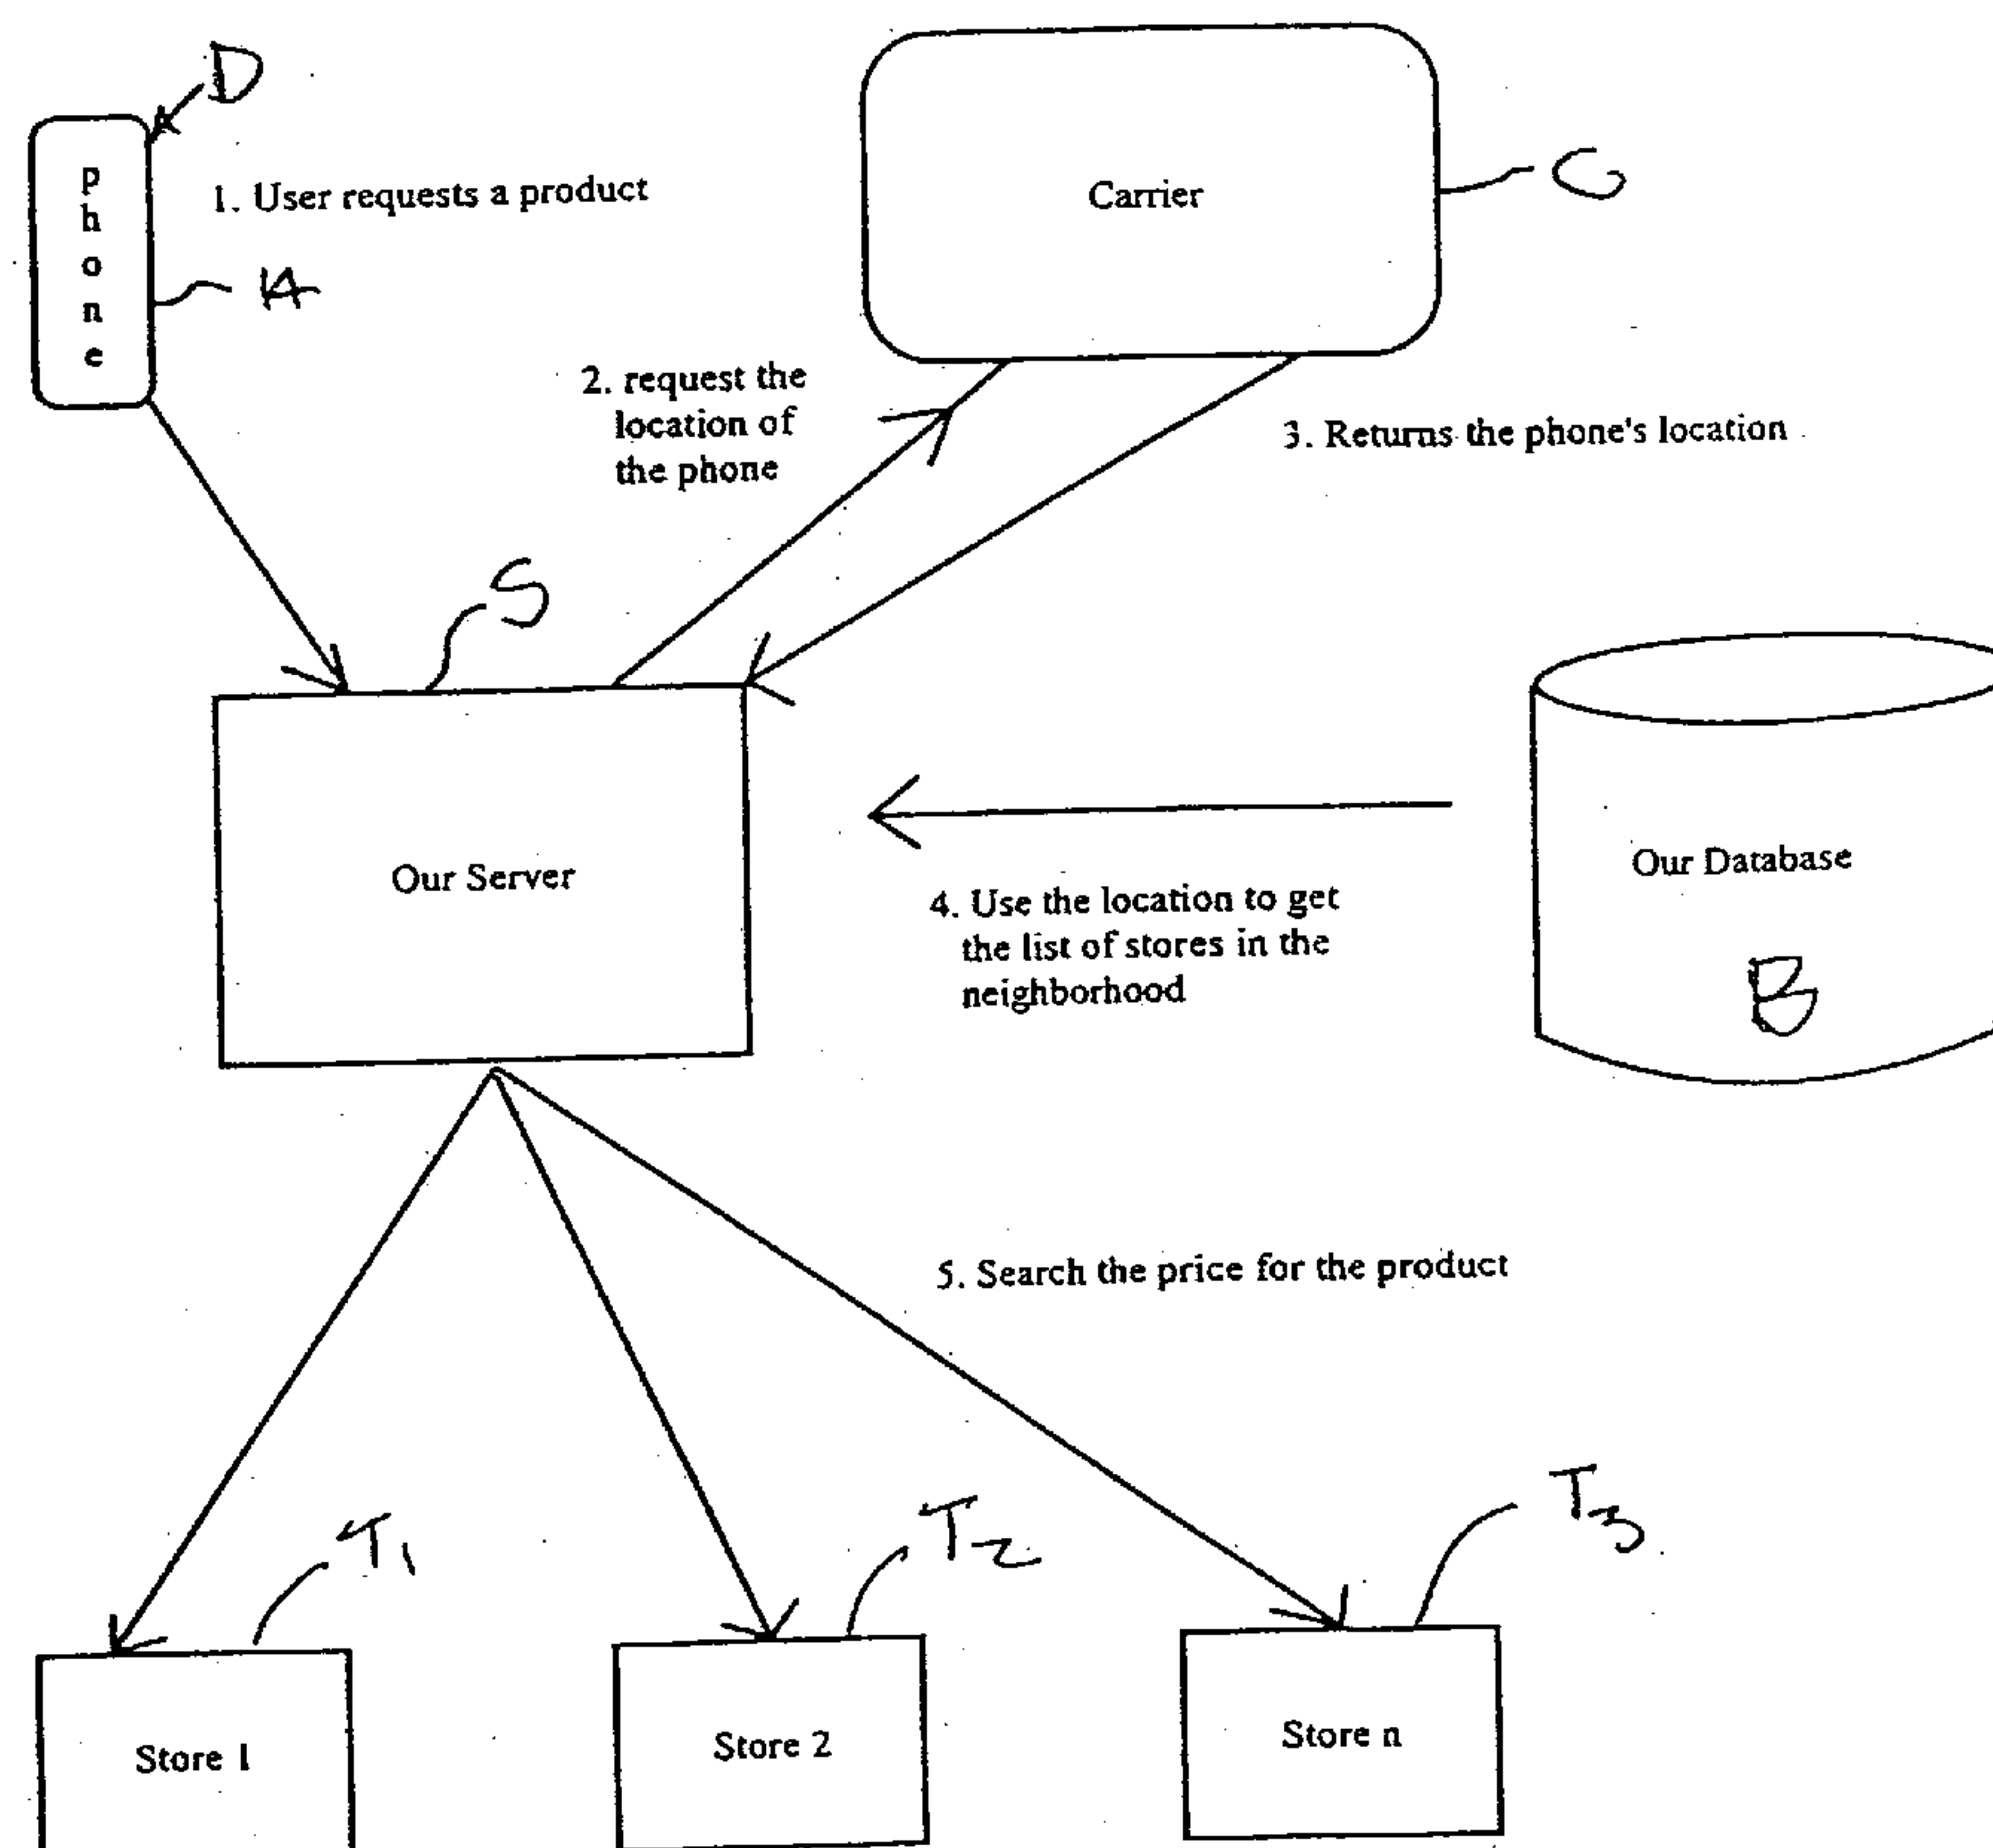 D
phone
1. User requests a product
Carrier
C
2. request the
location of
the phone
3. Returns the phone's location
S
Our Server
Our Database
B
4. Use the location to get
the list of stores in the
neighborhood
5. Search the price for the product
T1
T2
T3
Store 1
Store 2
Store n